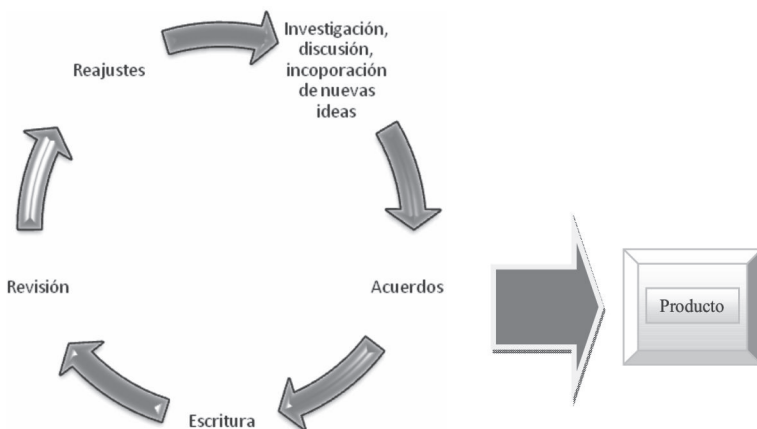 Investigación,
discusión,
incoporación
de nuevas
ideas
Acuerdos
Escritura
Revisión
Reajustes
Producto